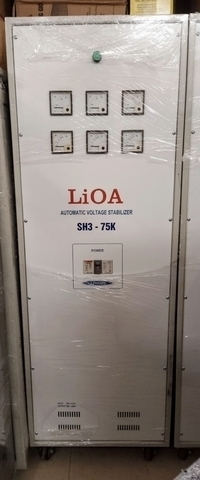 LiOA
AUTOMATIC VOLTAGE STABILIZER
SH3 - 75K
POWER